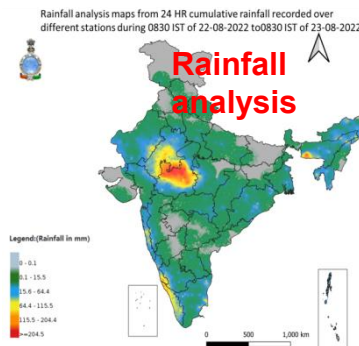 Rainfall analysis maps from 24 HR cumulative rainfall recorded over
different stations during 0830 IST of 22-08-2022 to0830 IST of 23-08-2022
Rainfall
analysis
Legend:(Rainfall in mm)
0 - 0.1
0.1 - 15.5
15.6 - 64.4
64.4 - 115.5
115.5 - 204.4
>=204.5
0 500 1,000 km